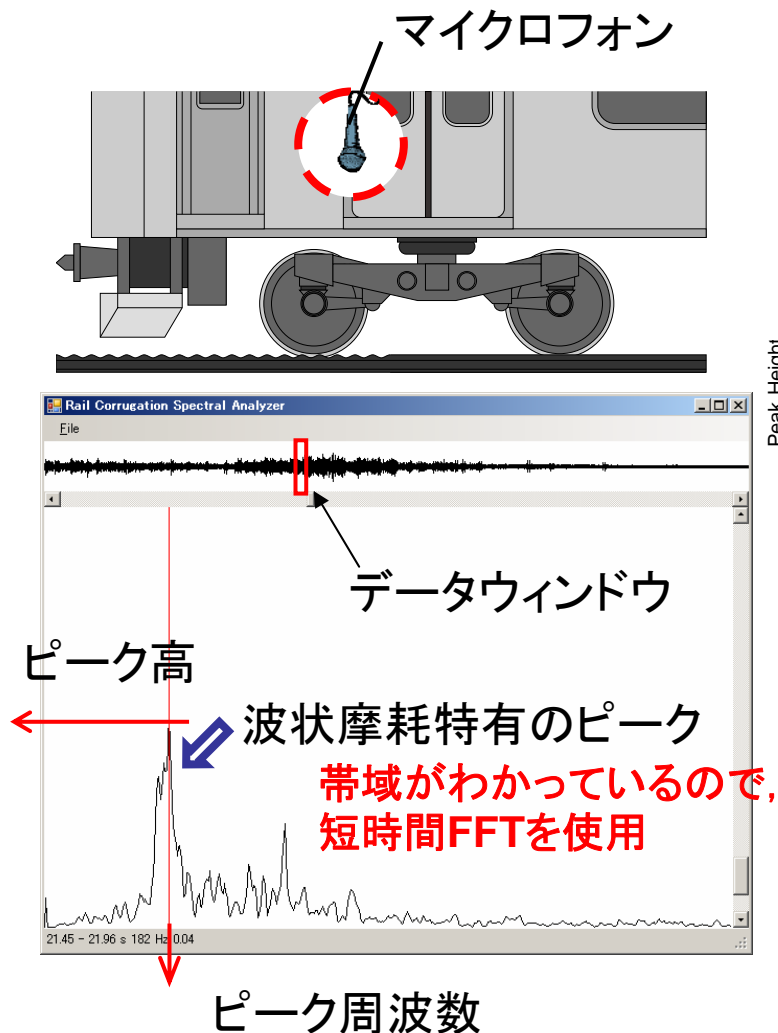 マイクロフォン
Peak Height
Rail Corrugation Spectral Analyzer
File
データウィンドウ
ピーク高
波状摩耗特有のピーク
帯域がわかっているので,
短時間FFTを使用
21.45 - 21.96 s 182 Hz 0.04
ピーク周波数